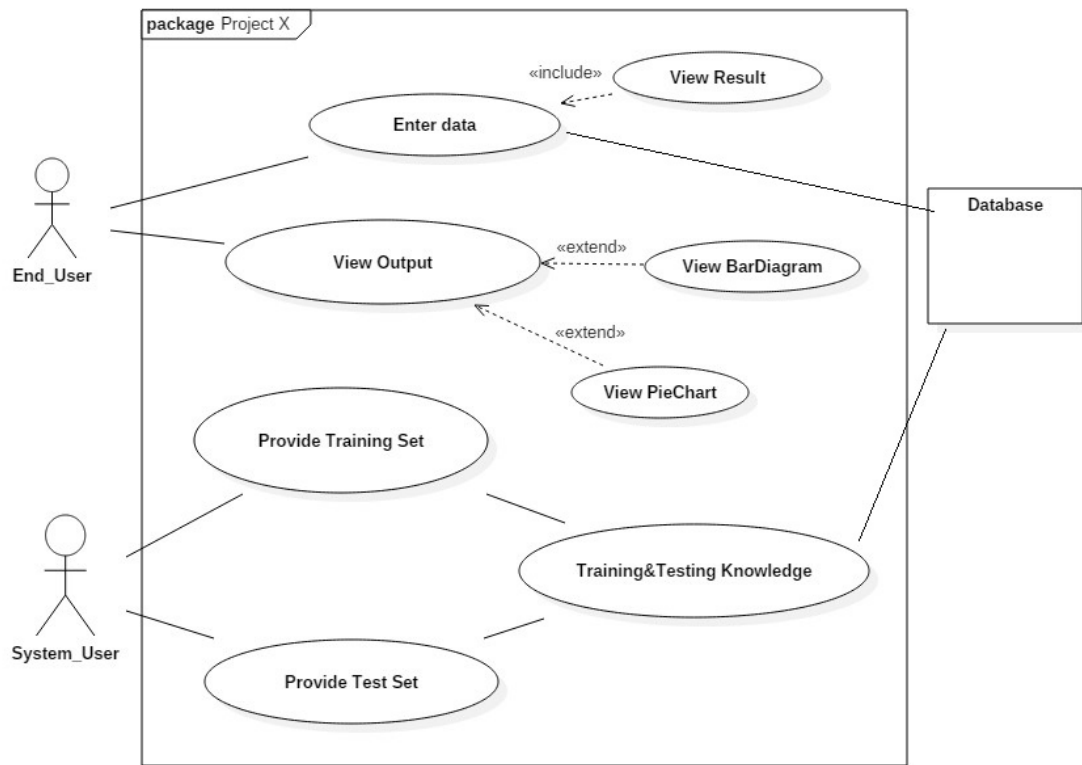 package Project X
«include»
View Result
Enter data
Database
End_User
View Output
«extend»
View BarDiagram
«extend»
View PieChart
Provide Training Set
Training&Testing Knowledge
System_User
Provide Test Set